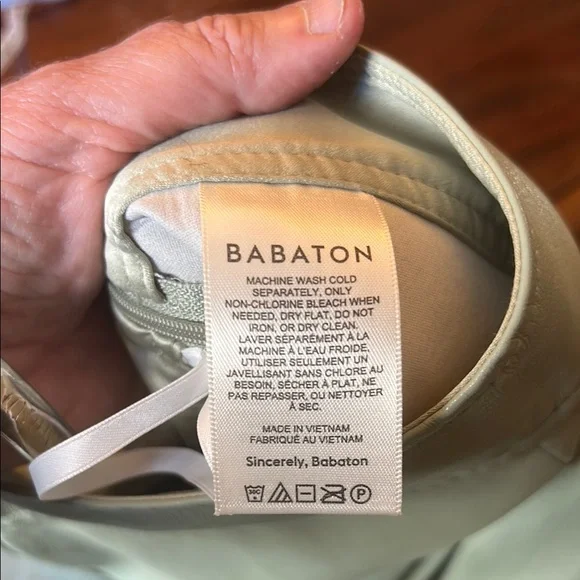 BABATON
MACHINE WASH COLD
SEPARATELY, ONLY
NON-CHLORINE BLEACH WHEN
NEEDED, DRY FLAT, DO NOT
IRON, OR DRY CLEAN.
LAVER SÉPARÉMENT À LA
MACHINE À L'EAU FROIDE,
UTILISER SEULEMENT UN
JAVELLISANT SANS CHLORE AU
BESOIN, SÉCHER À PLAT, NE
PAS REPASSER, OU NETTOYER
À SEC.
MADE IN VIETNAM
FABRIQUÉ AU VIETNAM
Sincerely, Babaton